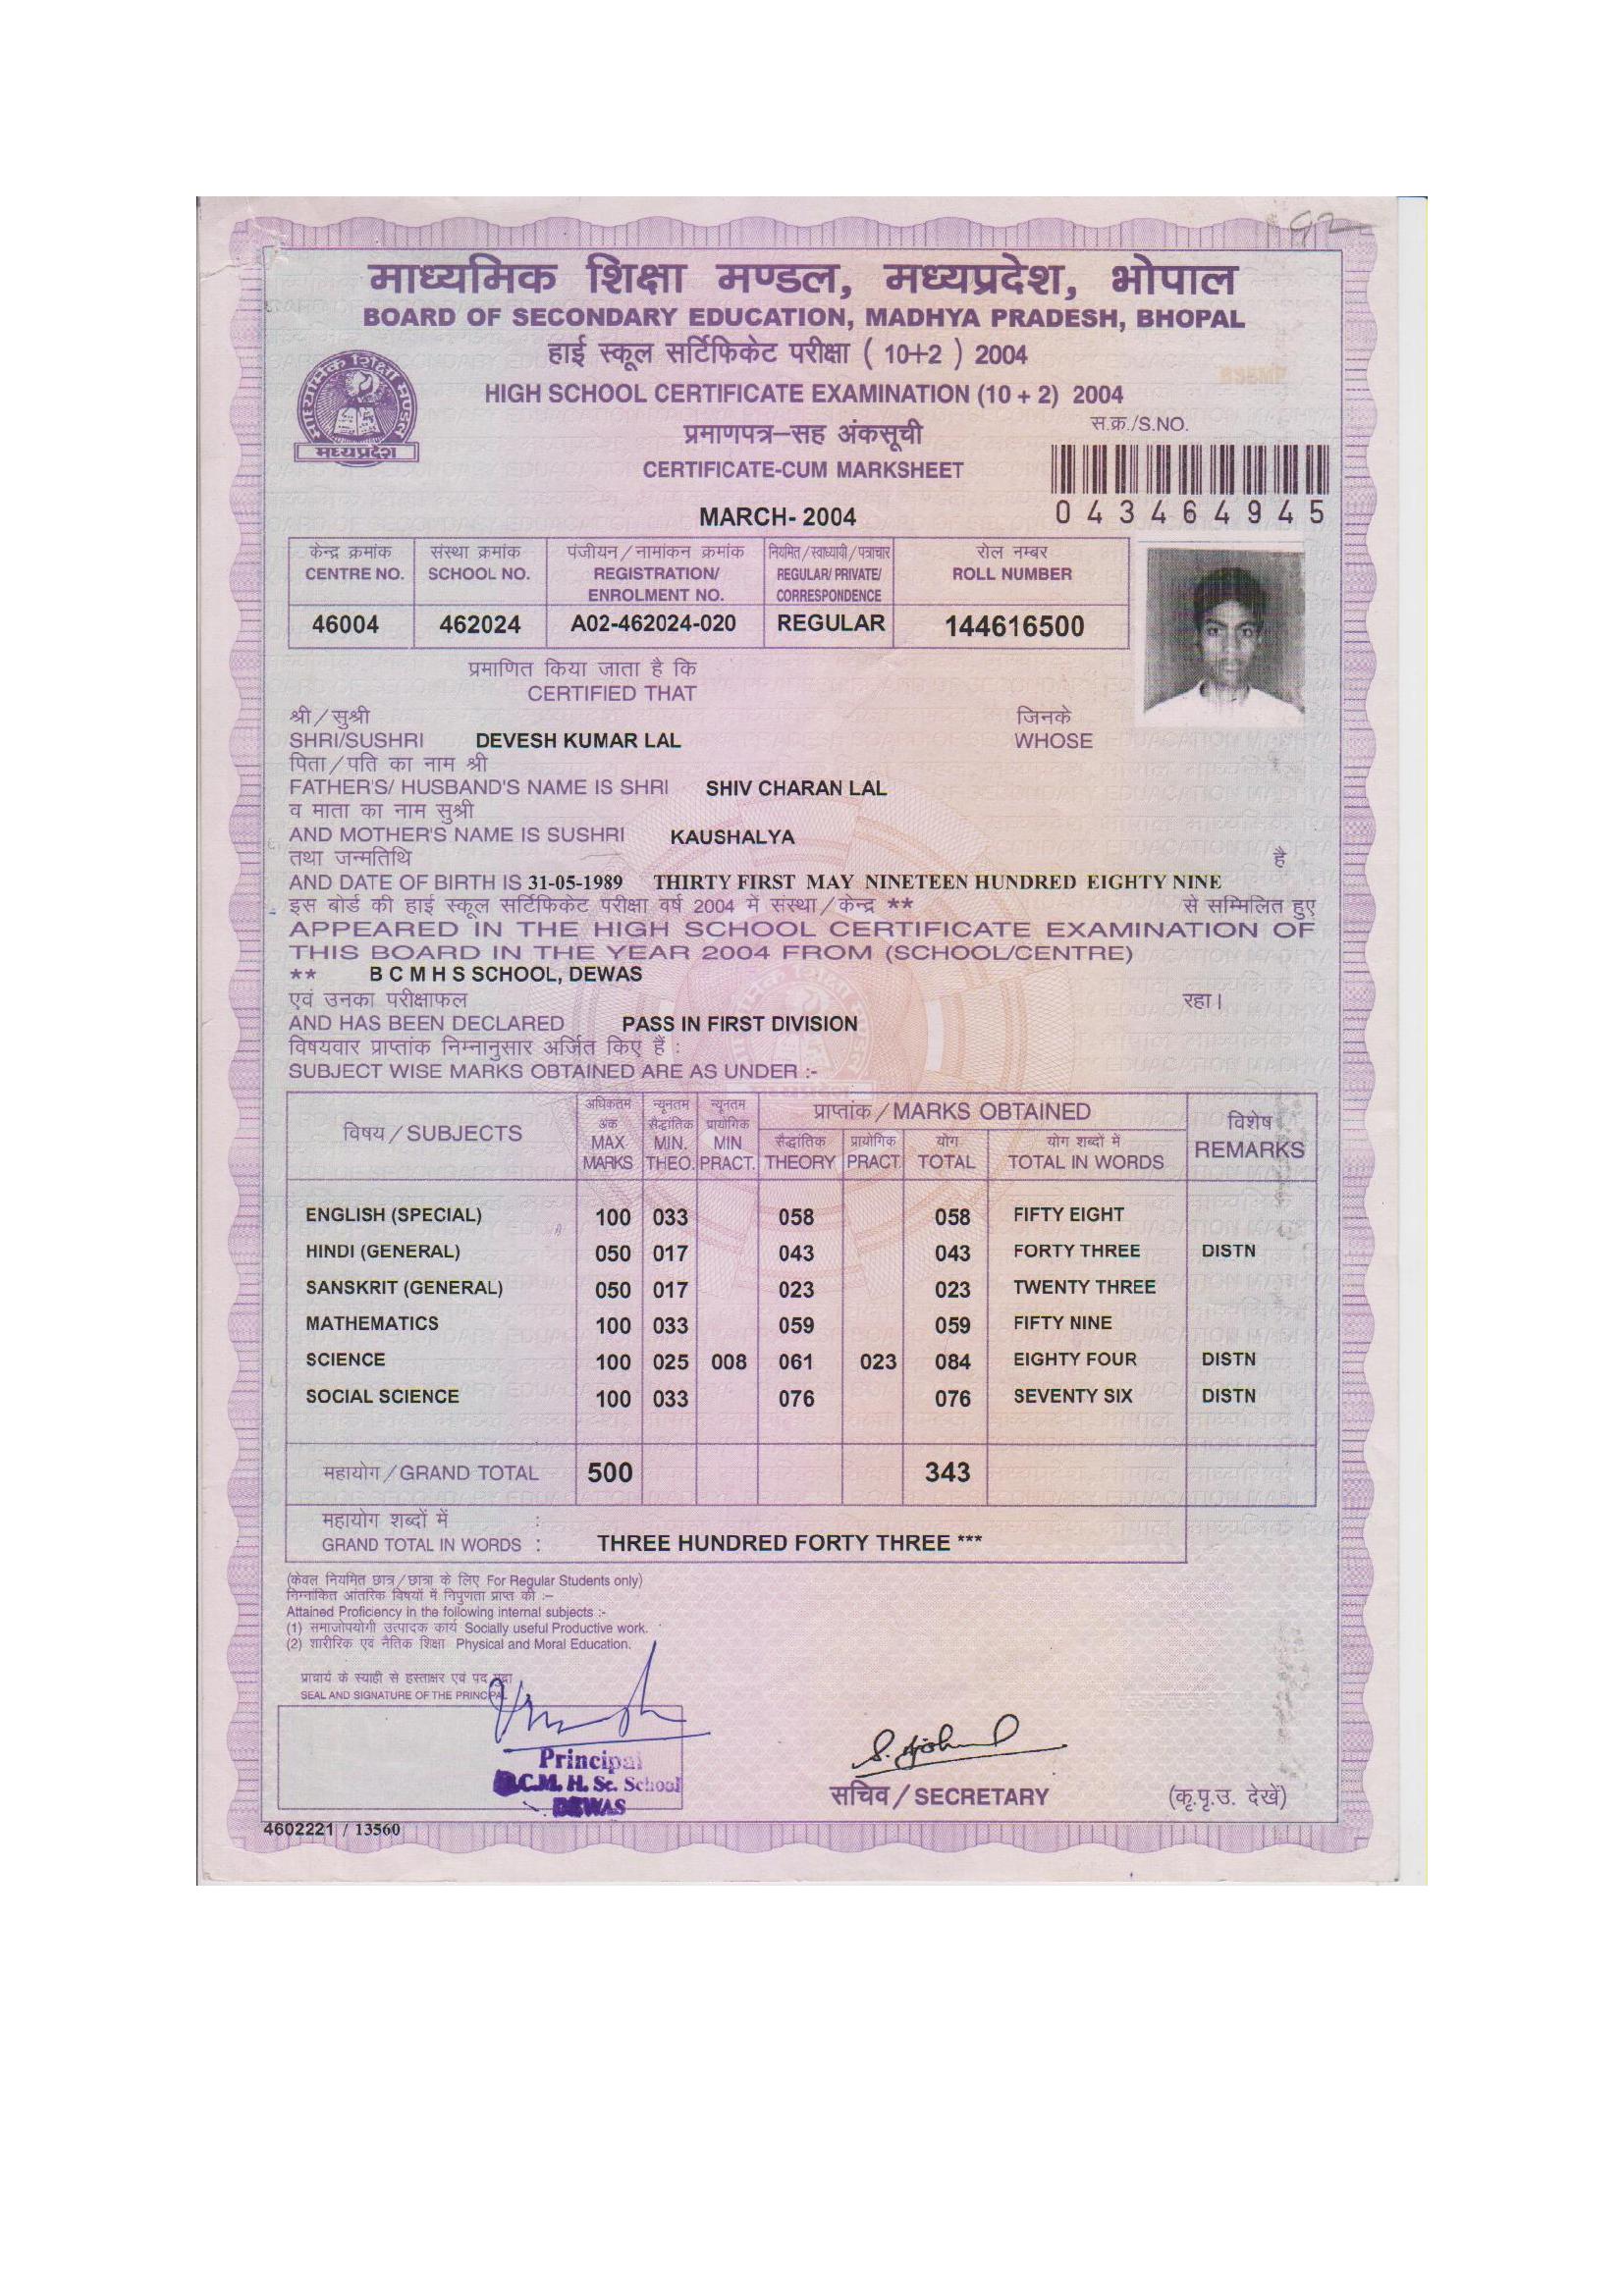 92
माध्यमिक शिक्षा मण्डल, मध्यप्रदेश, भोपाल
BOARD OF SECONDARY EDUCATION, MADHYA PRADESH, BHOPAL
हाई स्कूल सर्टिफिकेट परीक्षा ( 10+2 ) 2004
HIGH SCHOOL CERTIFICATE EXAMINATION (10 + 2) 2004
माध्यमिक शिक्षा मण्डल
मध्यप्रदेश
प्रमाणपत्र–सह अंकसूची
स.क्र./S.NO.
CERTIFICATE-CUM MARKSHEET
MARCH- 2004
043464945
केन्द्र क्रमांक संस्था क्रमांक पंजीयन/नामांकन क्रमांक नियमित/स्वाध्यायी/पत्राचार रोल नम्बर
CENTRE NO. SCHOOL NO. REGISTRATION/ REGULAR/ PRIVATE/ ROLL NUMBER
ENROLMENT NO. CORRESPONDENCE
46004 462024 A02-462024-020 REGULAR 144616500
प्रमाणित किया जाता है कि
CERTIFIED THAT
श्री/सुश्री जिनके
SHRI/SUSHRI DEVESH KUMAR LAL WHOSE
पिता/पति का नाम श्री
FATHER'S/ HUSBAND'S NAME IS SHRI SHIV CHARAN LAL
व माता का नाम सुश्री
AND MOTHER'S NAME IS SUSHRI KAUSHALYA
तथा जन्मतिथि है
AND DATE OF BIRTH IS 31-05-1989 THIRTY FIRST MAY NINETEEN HUNDRED EIGHTY NINE
इस बोर्ड की हाई स्कूल सर्टिफिकेट परीक्षा वर्ष 2004 में संस्था/केन्द्र ** से सम्मिलित हुए
APPEARED IN THE HIGH SCHOOL CERTIFICATE EXAMINATION OF
THIS BOARD IN THE YEAR 2004 FROM (SCHOOL/CENTRE)
** B C M H S SCHOOL, DEWAS
एवं उनका परीक्षाफल रहा।
AND HAS BEEN DECLARED PASS IN FIRST DIVISION
विषयवार प्राप्तांक निम्नानुसार अर्जित किए हैं :
SUBJECT WISE MARKS OBTAINED ARE AS UNDER :-
विषय/SUBJECTS अधिकतम अंक MAX MARKS न्यूनतम सैद्धांतिक MIN. THEO. न्यूनतम प्रायोगिक MIN PRACT. प्राप्तांक/MARKS OBTAINED विशेष REMARKS
सैद्धांतिक प्रायोगिक योग योग शब्दों में
THEORY PRACT TOTAL TOTAL IN WORDS
ENGLISH (SPECIAL) 100 033 058 058 FIFTY EIGHT
HINDI (GENERAL) 050 017 043 043 FORTY THREE DISTN
SANSKRIT (GENERAL) 050 017 023 023 TWENTY THREE
MATHEMATICS 100 033 059 059 FIFTY NINE
SCIENCE 100 025 008 061 023 084 EIGHTY FOUR DISTN
SOCIAL SCIENCE 100 033 076 076 SEVENTY SIX DISTN
महायोग/GRAND TOTAL 500 343
महायोग शब्दों में :
GRAND TOTAL IN WORDS : THREE HUNDRED FORTY THREE ***
(केवल नियमित छात्र/छात्रा के लिए For Regular Students only)
निम्नांकित आंतरिक विषयों में निपुणता प्राप्त की :–
Attained Proficiency in the following internal subjects :-
(1) समाजोपयोगी उत्पादक कार्य Socially useful Productive work.
(2) शारीरिक एवं नैतिक शिक्षा Physical and Moral Education.
प्राचार्य के स्याही से हस्ताक्षर एवं पद मुद्रा
SEAL AND SIGNATURE OF THE PRINCIPAL
Principal
C.M. H. Sc. School
DEWAS
सचिव/SECRETARY
(कृ.पृ.उ. देखें)
4602221 / 13560